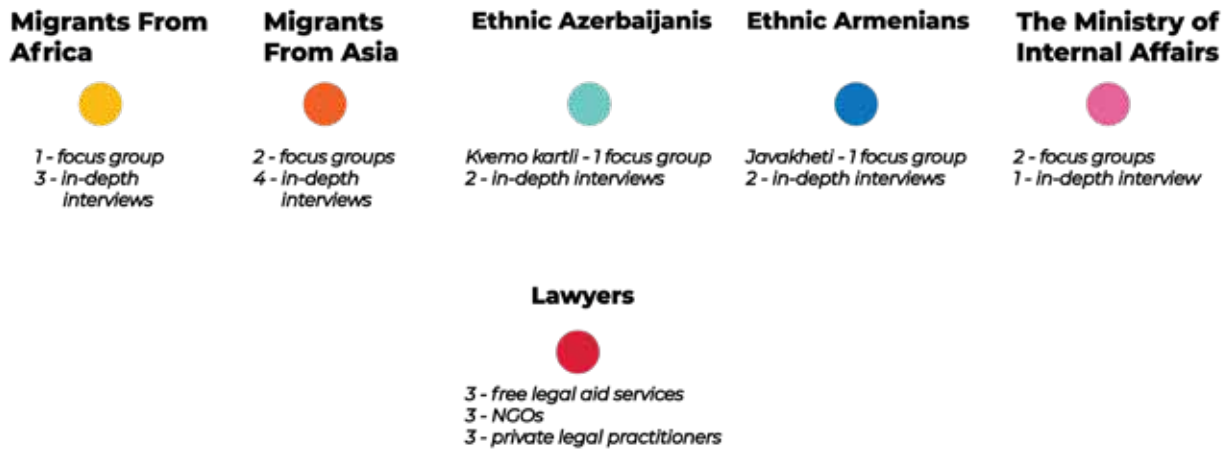 Migrants From
Africa
1 - focus group
3 - in-depth
interviews
Migrants
From Asia
2 - focus groups
4 - in-depth
interviews
Ethnic Azerbaijanis
Kvemo kartli - 1 focus group
2 - in-depth interviews
Ethnic Armenians
Javakheti - 1 focus group
2 - in-depth interviews
The Ministry of
Internal Affairs
2 - focus groups
1 - in-depth interview
Lawyers
3 - free legal aid services
3 - NGOs
3 - private legal practitioners